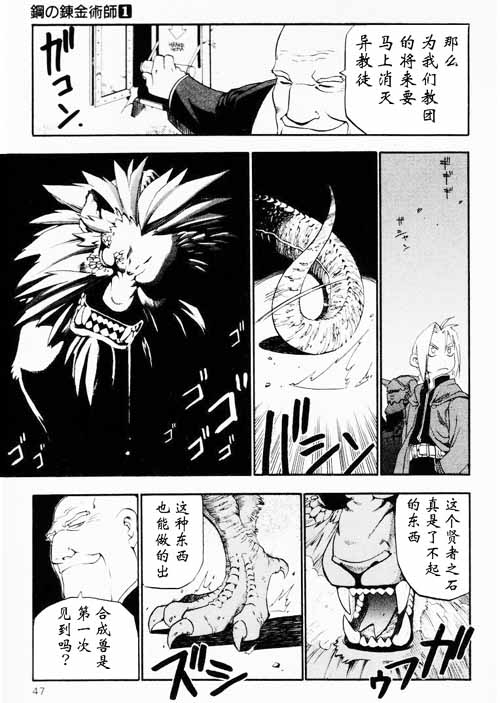 鋼の錬金術師1
那么
为我们教团
的将来要
马上消灭
异教徒
ガコン
ギギギ
ギャン
バシン
ゴゴゴ
这个贤者之石
真是了不起
的东西
ウフガッ
这种东西
也能做的出
ズシ
合成兽是
第一次
见到吗？
47